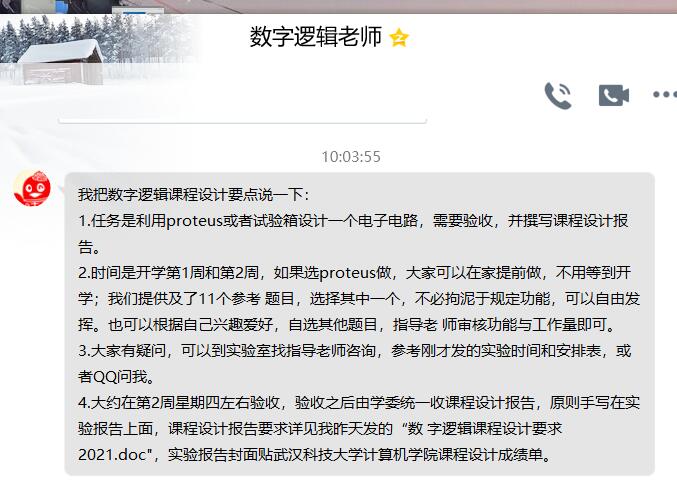 数字逻辑老师
10:03:55
我把数字逻辑课程设计要点说一下：
1.任务是利用proteus或者试验箱设计一个电子电路，需要验收，并撰写课程设计报
告。
2.时间是开学第1周和第2周，如果选proteus做，大家可以在家提前做，不用等到开
学；我们提供及了11个参考 题目，选择其中一个，不必拘泥于规定功能，可以自由发
挥。也可以根据自己兴趣爱好，自选其他题目，指导老 师审核功能与工作量即可。
3.大家有疑问，可以到实验室找指导老师咨询，参考刚才发的实验时间和安排表，或
者QQ问我。
4.大约在第2周星期四左右验收，验收之后由学委统一收课程设计报告，原则手写在实
验报告上面，课程设计报告要求详见我昨天发的“数 字逻辑课程设计要求
2021.doc"，实验报告封面贴武汉科技大学计算机学院课程设计成绩单。